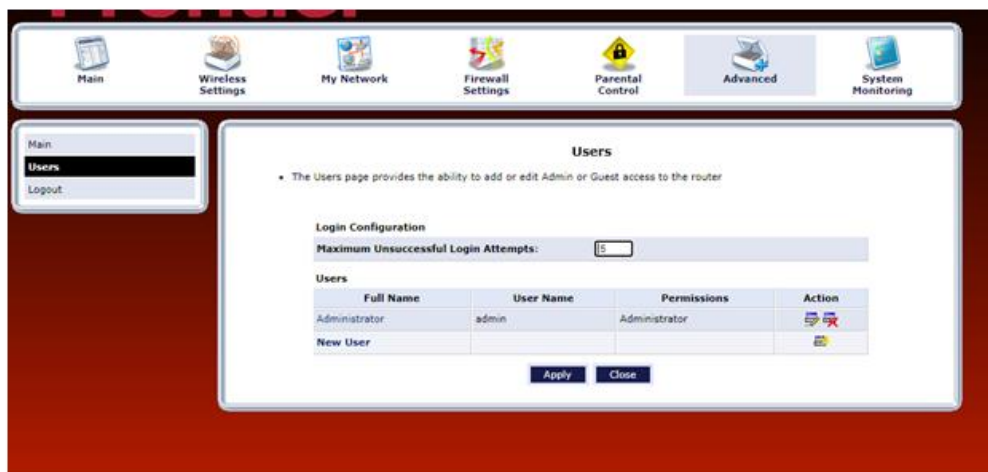 Frontier
Main
Wireless Settings
My Network
Firewall Settings
Parental Control
Advanced
System Monitoring
Main
Users
Logout
Users
• The Users page provides the ability to add or edit Admin or Guest access to the router
Login Configuration
Maximum Unsuccessful Login Attempts: 5
Users
Full Name User Name Permissions Action
Administrator admin Administrator
New User
Apply Close